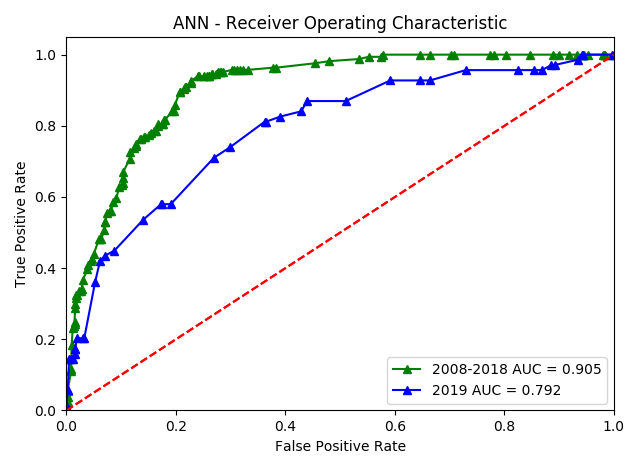 ANN - Receiver Operating Characteristic
True Positive Rate
1.0
0.8
0.6
0.4
0.2
0.0
0.0 0.2 0.4 0.6 0.8 1.0
False Positive Rate
2008-2018 AUC = 0.905
2019 AUC = 0.792